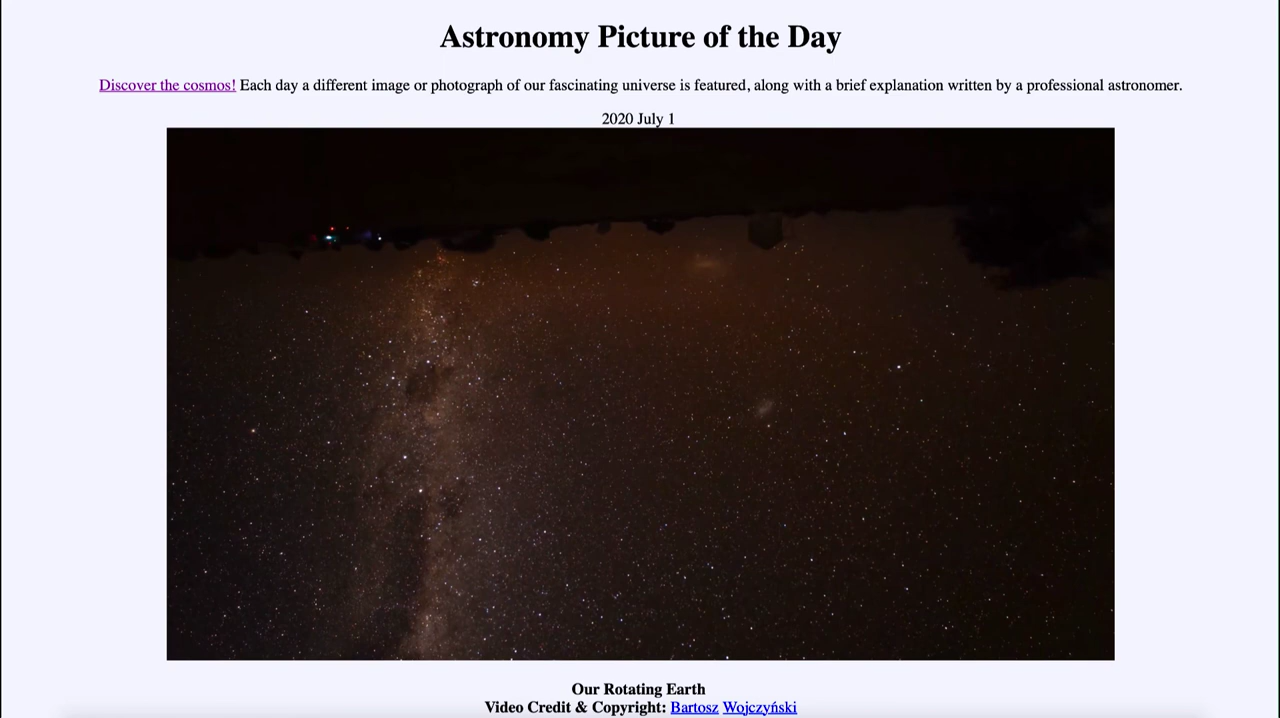 Astronomy Picture of the Day
Discover the cosmos! Each day a different image or photograph of our fascinating universe is featured, along with a brief explanation written by a professional astronomer.
2020 July 1
Our Rotating Earth
Video Credit & Copyright: Bartosz Wojczyński